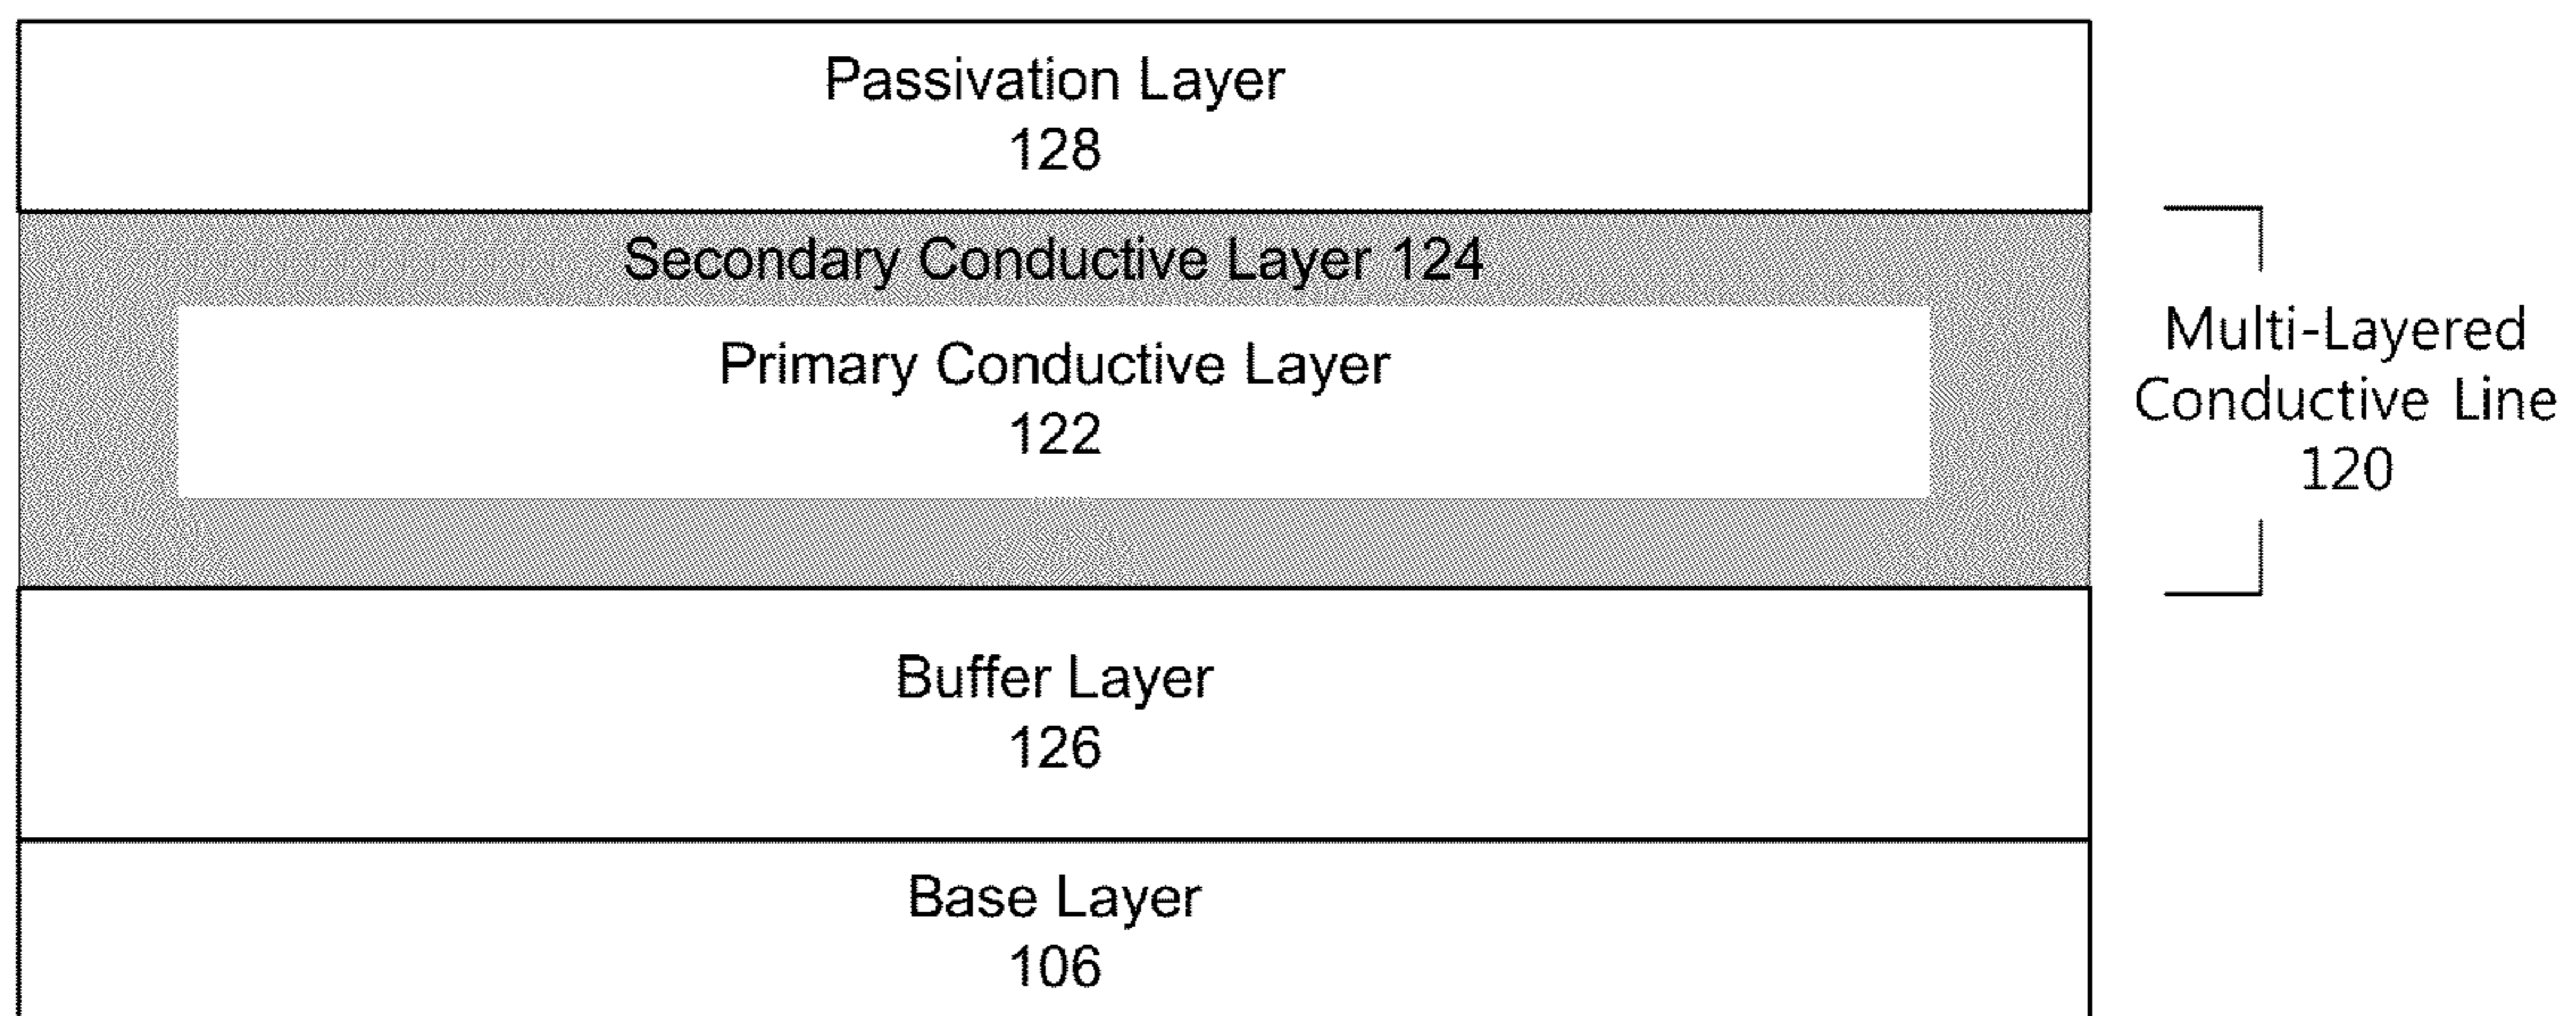 Passivation Layer
128
Secondary Conductive Layer 124
Primary Conductive Layer
122
Multi-Layered
Conductive Line
120
Buffer Layer
126
Base Layer
106